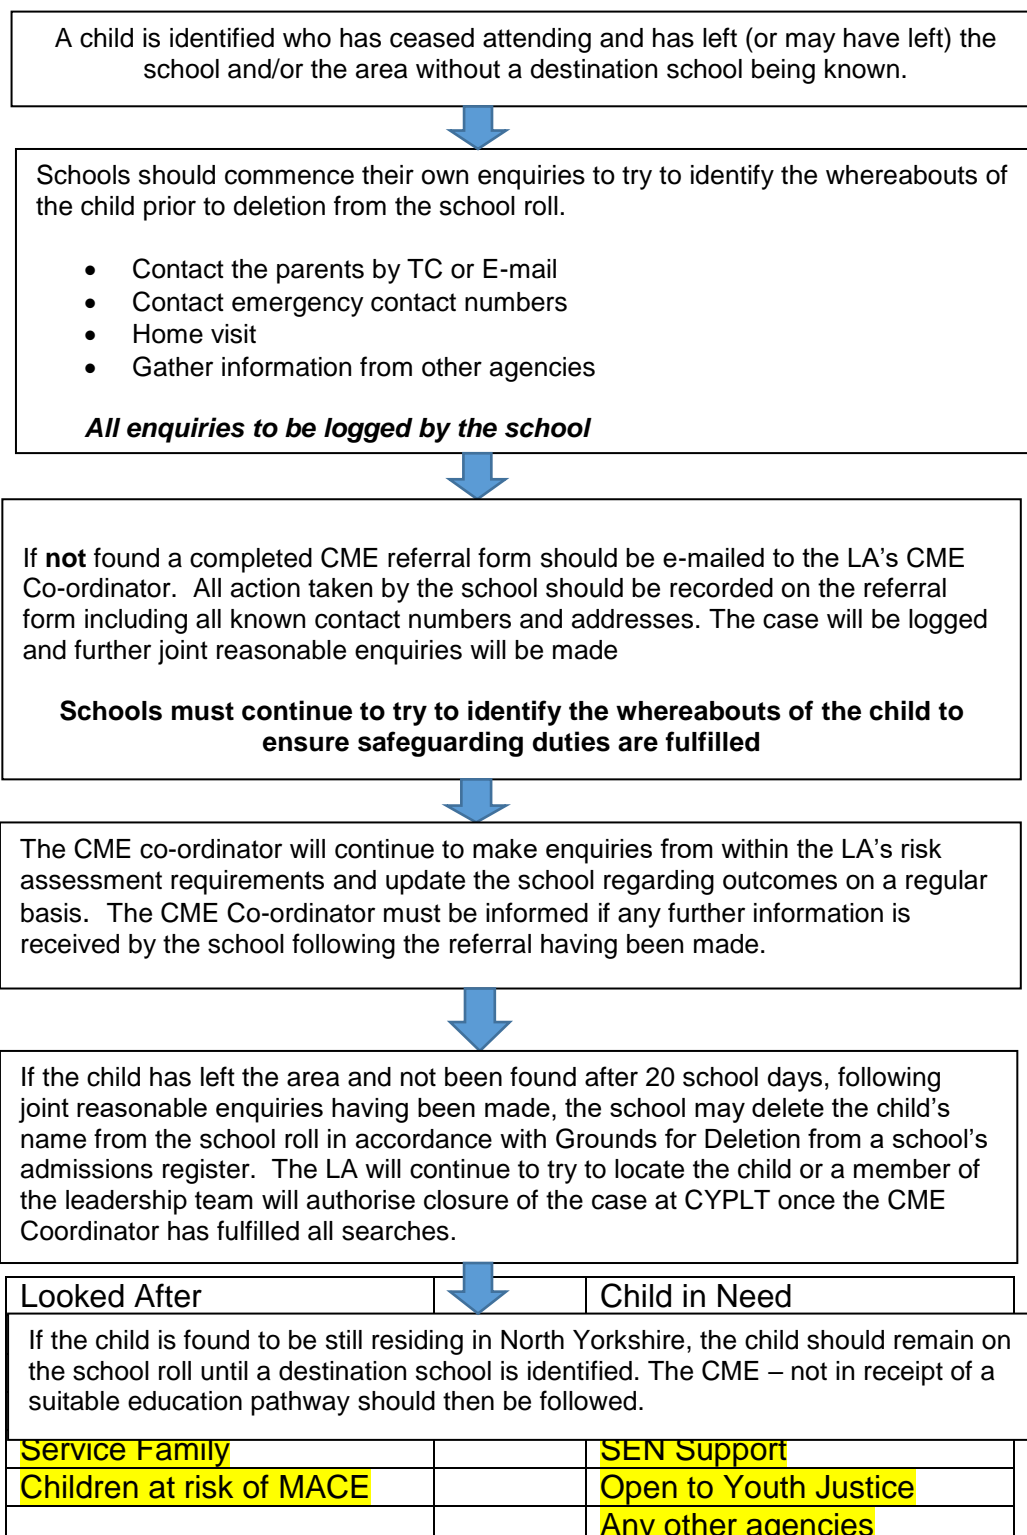 A child is identified who has ceased attending and has left (or may have left) the
school and/or the area without a destination school being known.
Schools should commence their own enquiries to try to identify the whereabouts of
the child prior to deletion from the school roll.
• Contact the parents by TC or E-mail
• Contact emergency contact numbers
• Home visit
• Gather information from other agencies
All enquiries to be logged by the school
If not found a completed CME referral form should be e-mailed to the LA’s CME
Co-ordinator. All action taken by the school should be recorded on the referral
form including all known contact numbers and addresses. The case will be logged
and further joint reasonable enquiries will be made
Schools must continue to try to identify the whereabouts of the child to
ensure safeguarding duties are fulfilled
The CME co-ordinator will continue to make enquiries from within the LA’s risk
assessment requirements and update the school regarding outcomes on a regular
basis. The CME Co-ordinator must be informed if any further information is
received by the school following the referral having been made.
If the child has left the area and not been found after 20 school days, following
joint reasonable enquiries having been made, the school may delete the child’s
name from the school roll in accordance with Grounds for Deletion from a school’s
admissions register. The LA will continue to try to locate the child or a member of
the leadership team will authorise closure of the case at CYPLT once the CME
Coordinator has fulfilled all searches.
Looked After Child in Need
If the child is found to be still residing in North Yorkshire, the child should remain on
the school roll until a destination school is identified. The CME – not in receipt of a
suitable education pathway should then be followed.
Service Family SEN Support
Children at risk of MACE Open to Youth Justice
Any other agencies